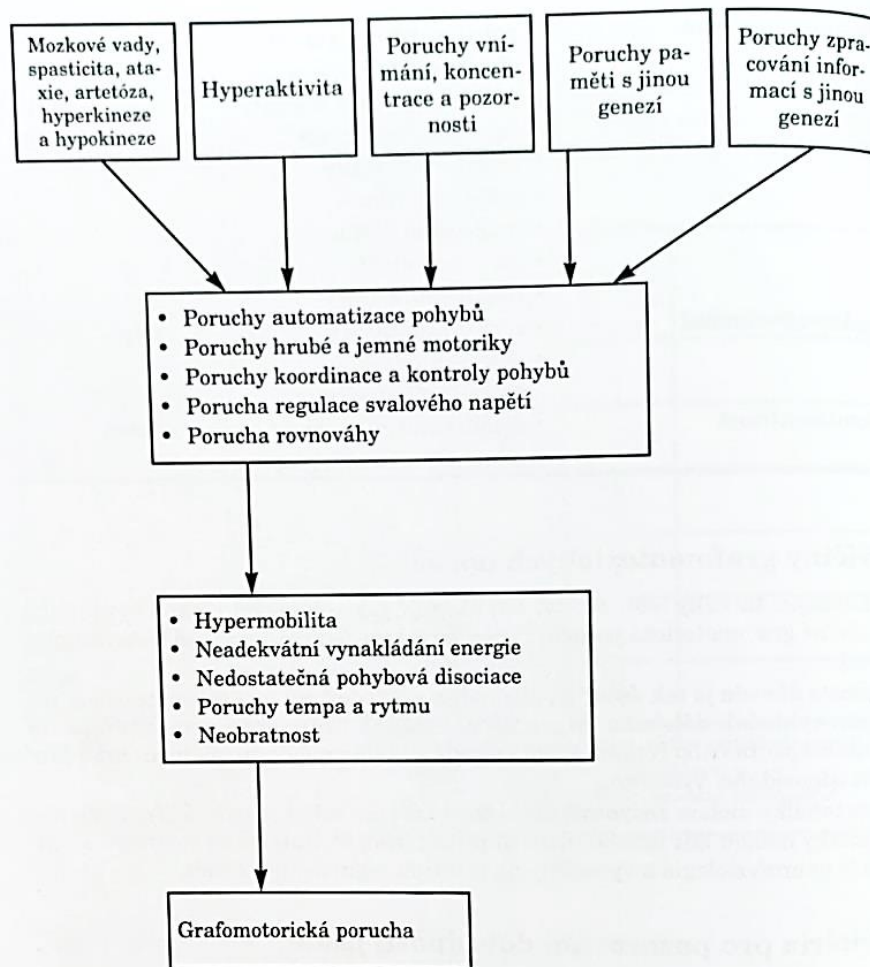 Mozkové vady,
spasticita, ata-
xie, artetóza,
hyperkineze
a hypokineze
Hyperaktivita
Poruchy vní-
mání, koncen-
trace a pozor-
nosti
Poruchy pa-
měti s jinou
genezí
Poruchy zpra-
cování infor-
mací s jinou
genezí
• Poruchy automatizace pohybů
• Poruchy hrubé a jemné motoriky
• Poruchy koordinace a kontroly pohybů
• Porucha regulace svalového napětí
• Porucha rovnováhy
• Hypermobilita
• Neadekvátní vynakládání energie
• Nedostatečná pohybová disociace
• Poruchy tempa a rytmu
• Neobratnost
Grafomotorická porucha